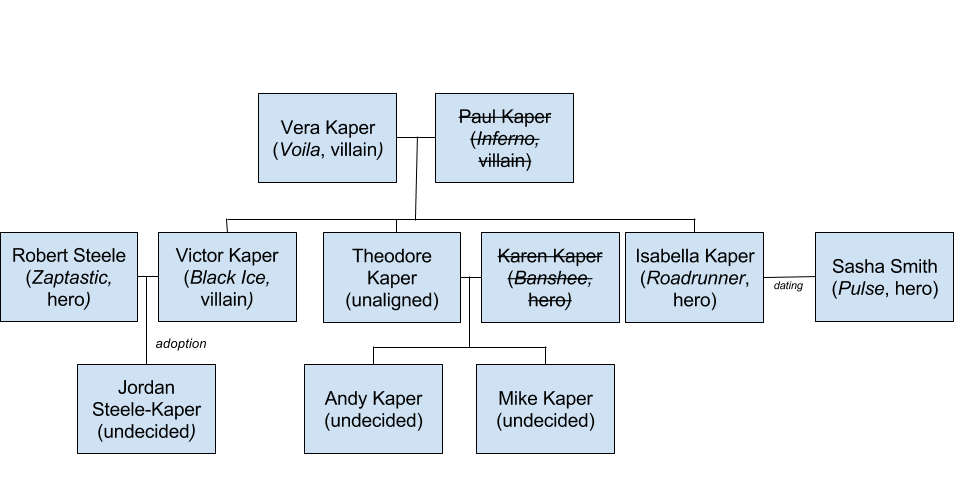 Vera Kaper
(Voila, villain)
Paul Kaper
(Inferno,
villain)
Robert Steele
(Zaptastic,
hero)
Victor Kaper
(Black Ice,
villain)
Theodore
Kaper
(unaligned)
Karen Kaper
(Banshee,
hero)
Isabella Kaper
(Roadrunner,
hero)
dating
Sasha Smith
(Pulse, hero)
adoption
Jordan
Steele-Kaper
(undecided)
Andy Kaper
(undecided)
Mike Kaper
(undecided)